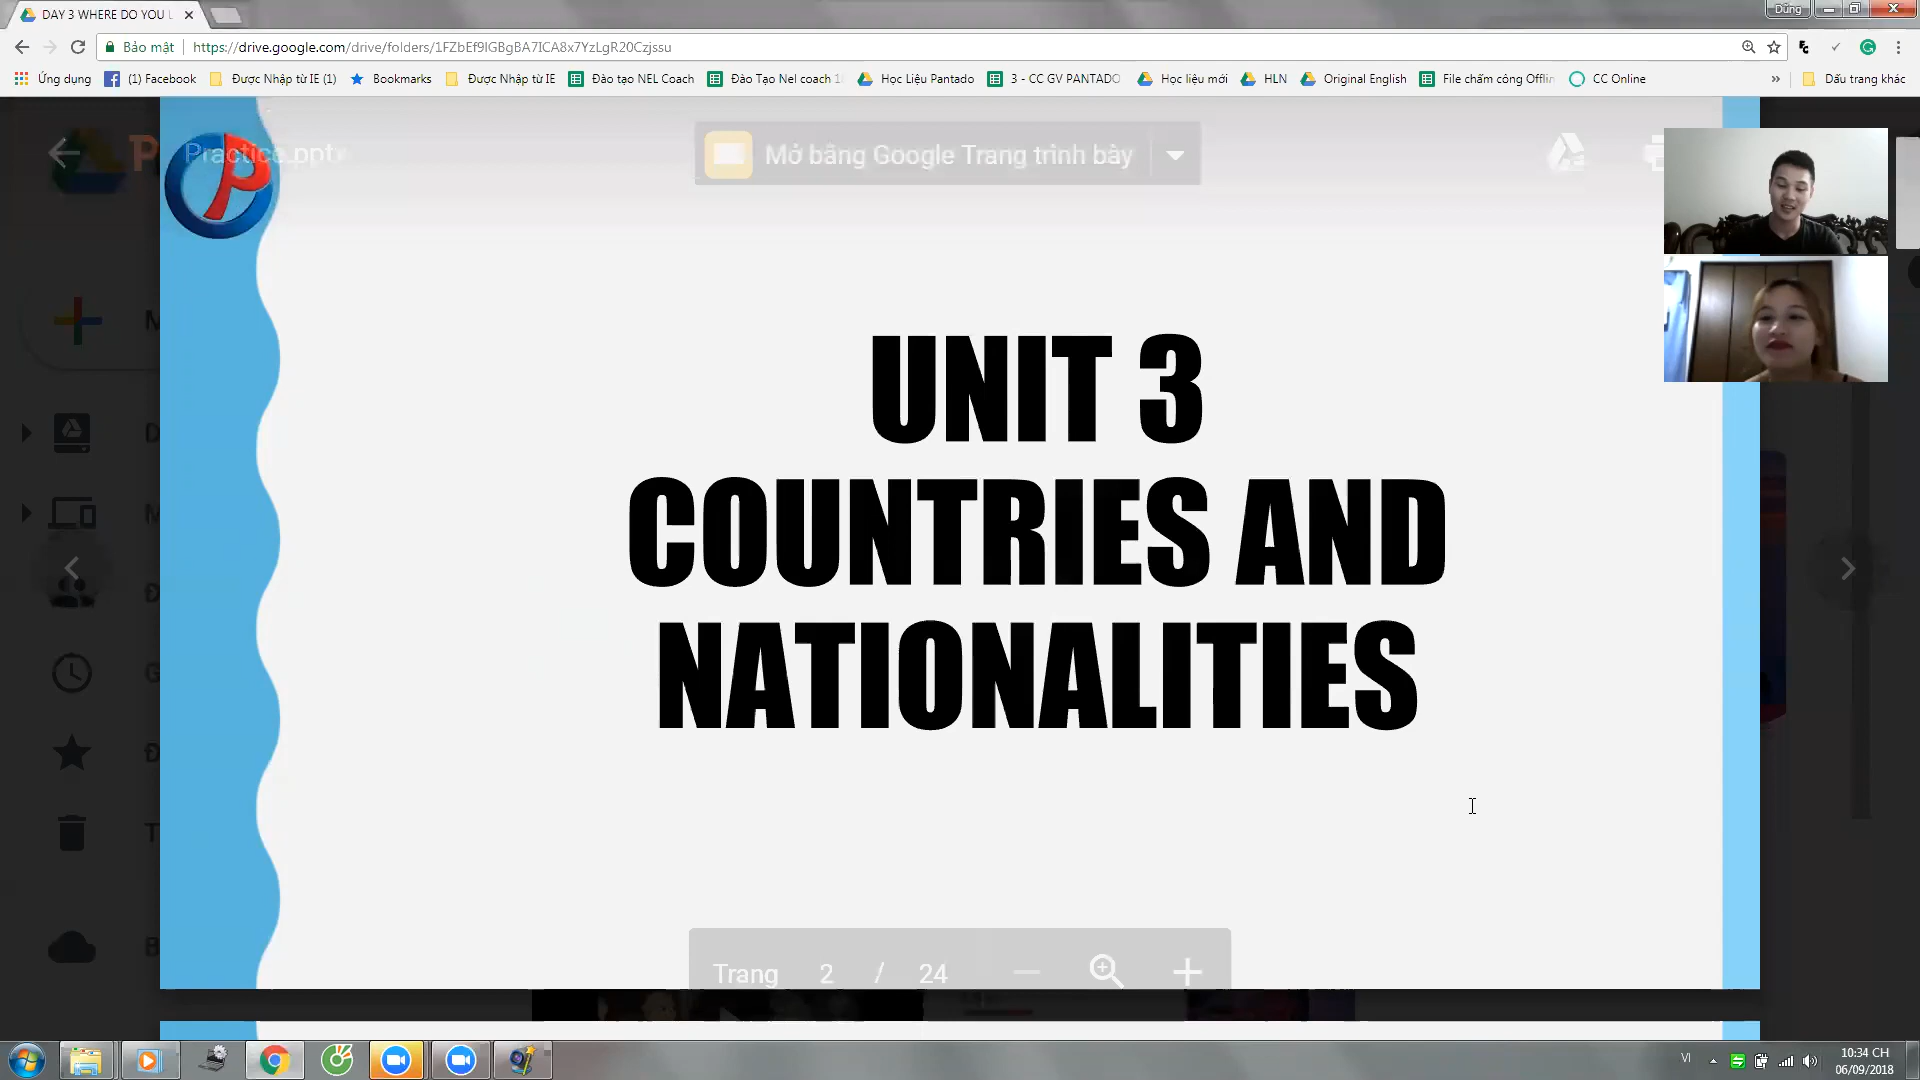 DAY 3 WHERE DO YOU L
Dũng
Bảo mật
https://drive.google.com/drive/folders/1FZbEf9lGBgBA7ICA8x7YzLgR20Czjssu
Ứng dụng
(1) Facebook
Được Nhập từ IE (1)
Bookmarks
Được Nhập từ IE
Đào tạo NEL Coach
Đào Tạo Nel coach 1
Học Liệu Pantado
3 - CC GV PANTADO
Học liệu mới
HLN
Original English
File chấm công Offlin
CC Online
»
Dấu trang khác
Practice.pptx
Mở bằng Google Trang trình bày
UNIT 3
COUNTRIES AND
NATIONALITIES
Trang 2 / 24
VI
10:34 CH
06/09/2018